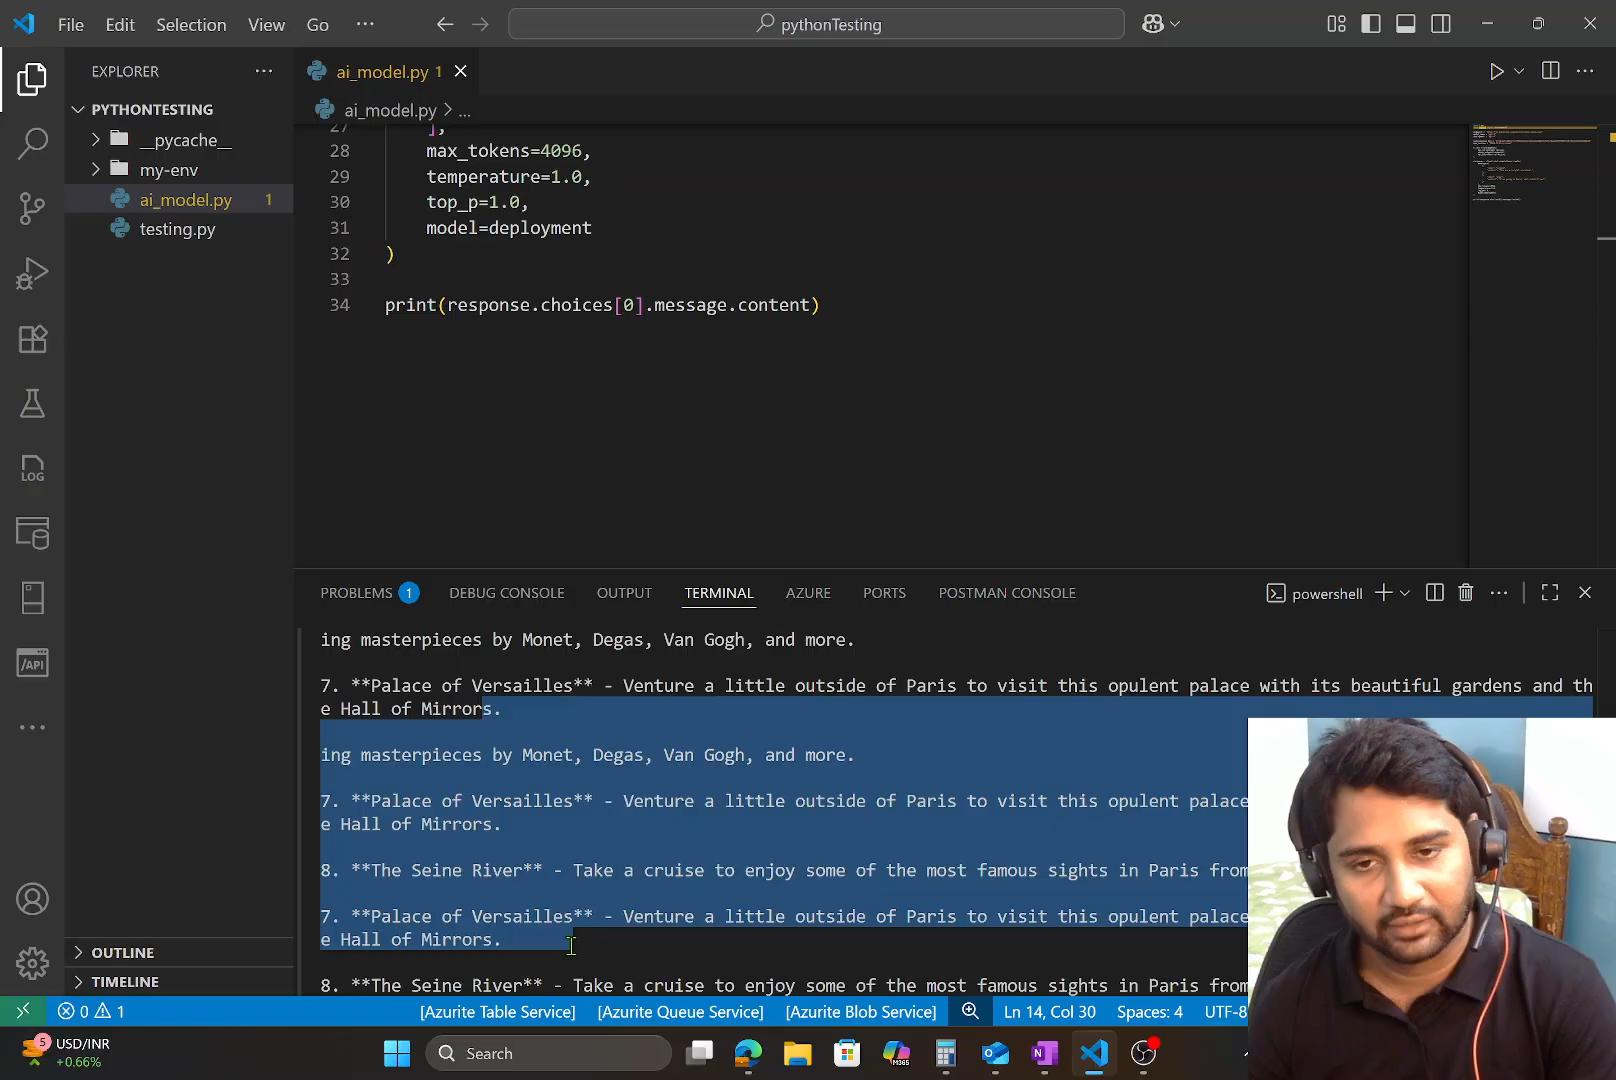 File Edit Selection View Go ··· pythonTesting
EXPLORER ···
ai_model.py 1
PYTHONTESTING
ai_model.py > ...
__pycache__
my-env
ai_model.py 1
testing.py
27 ],
28 max_tokens=4096,
29 temperature=1.0,
30 top_p=1.0,
31 model=deployment
32 )
33
34 print(response.choices[0].message.content)
LOG
/API
PROBLEMS 1 DEBUG CONSOLE OUTPUT TERMINAL AZURE PORTS POSTMAN CONSOLE powershell
ing masterpieces by Monet, Degas, Van Gogh, and more.
7. **Palace of Versailles** - Venture a little outside of Paris to visit this opulent palace with its beautiful gardens and th
e Hall of Mirrors.
ing masterpieces by Monet, Degas, Van Gogh, and more.
7. **Palace of Versailles** - Venture a little outside of Paris to visit this opulent palace
e Hall of Mirrors.
8. **The Seine River** - Take a cruise to enjoy some of the most famous sights in Paris from
7. **Palace of Versailles** - Venture a little outside of Paris to visit this opulent palace
e Hall of Mirrors.
8. **The Seine River** - Take a cruise to enjoy some of the most famous sights in Paris from
OUTLINE
TIMELINE
0 1 [Azurite Table Service] [Azurite Queue Service] [Azurite Blob Service] Ln 14, Col 30 Spaces: 4 UTF-8
5 USD/INR
+0.66%
Search
M365